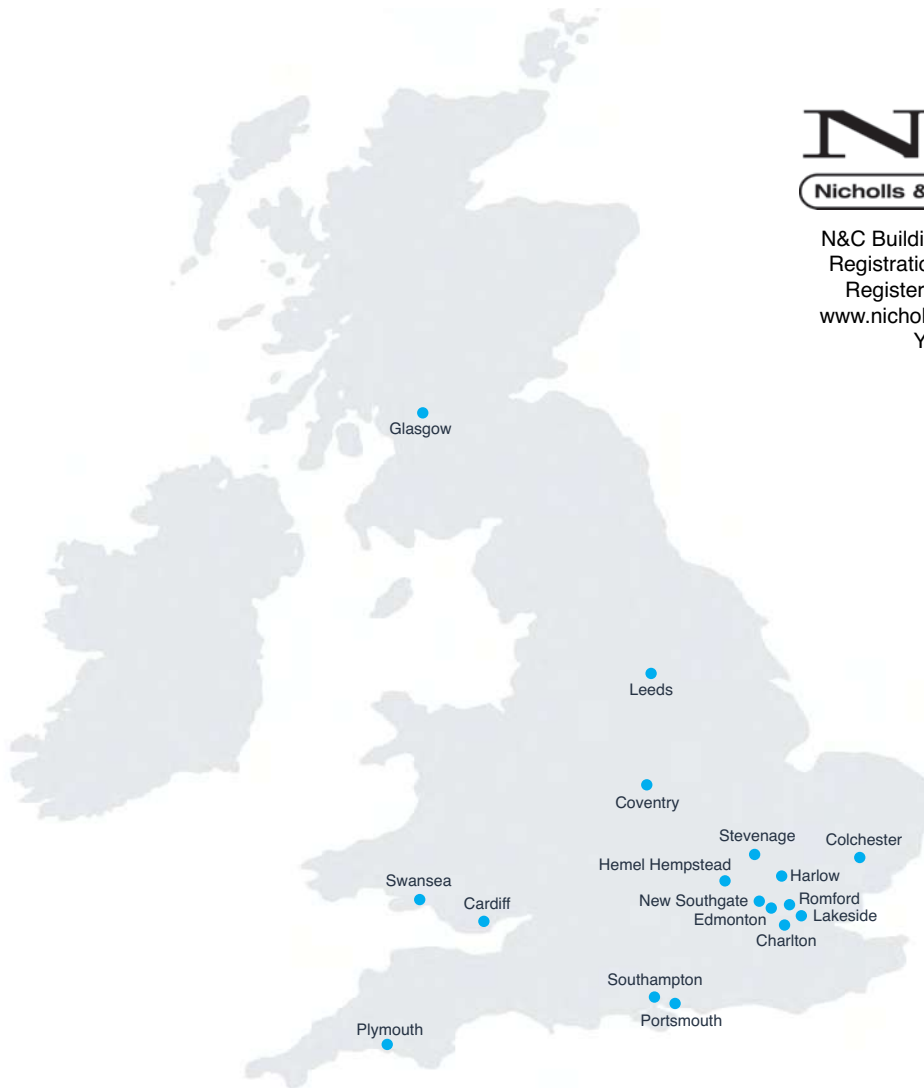 N
Nicholls &
N&C Buildi
Registratio
Register
www.nichol
Y
Glasgow
Leeds
Coventry
Stevenage
Colchester
Hemel Hempstead
Harlow
Swansea
New Southgate
Romford
Cardiff
Edmonton
Lakeside
Charlton
Southampton
Portsmouth
Plymouth